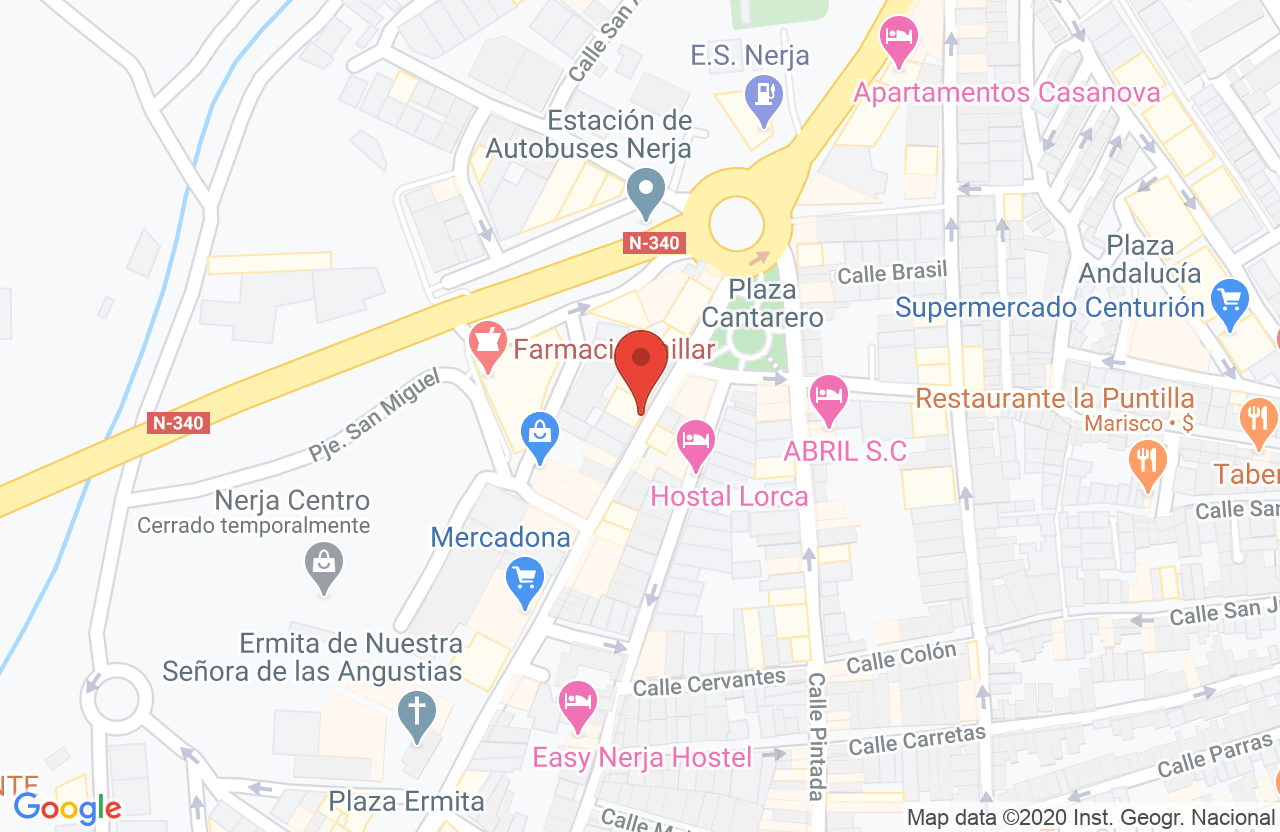 Calle San A
E.S. Nerja
Apartamentos Casanova
Estación de
Autobuses Nerja
N-340
Plaza
Andalucía
Calle Brasil
Plaza
Cantarero
Supermercado Centurión
Farmaci illar
Pje. San Miguel
N-340
Restaurante la Puntilla
Marisco • $
ABRIL S.C
Taber
Hostal Lorca
Nerja Centro
Cerrado temporalmente
Calle San
Mercadona
Calle San J
Ermita de Nuestra
Señora de las Angustias
Calle Colón
Calle Cervantes
Calle Pintada
Calle Carretas
Calle Parras
Easy Nerja Hostel
NTE
Plaza Ermita
Google
Map data ©2020 Inst. Geogr. Nacional